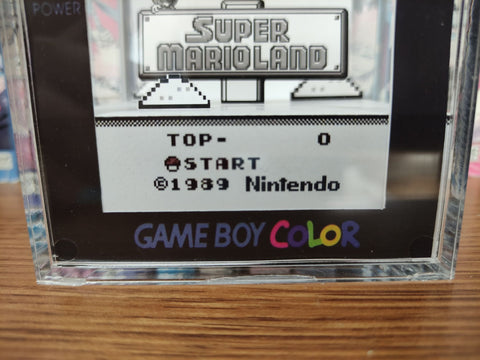 POWER
SUPER
MARIOLAND
TOP- 0
START
©1989 Nintendo
GAME BOY COLOR